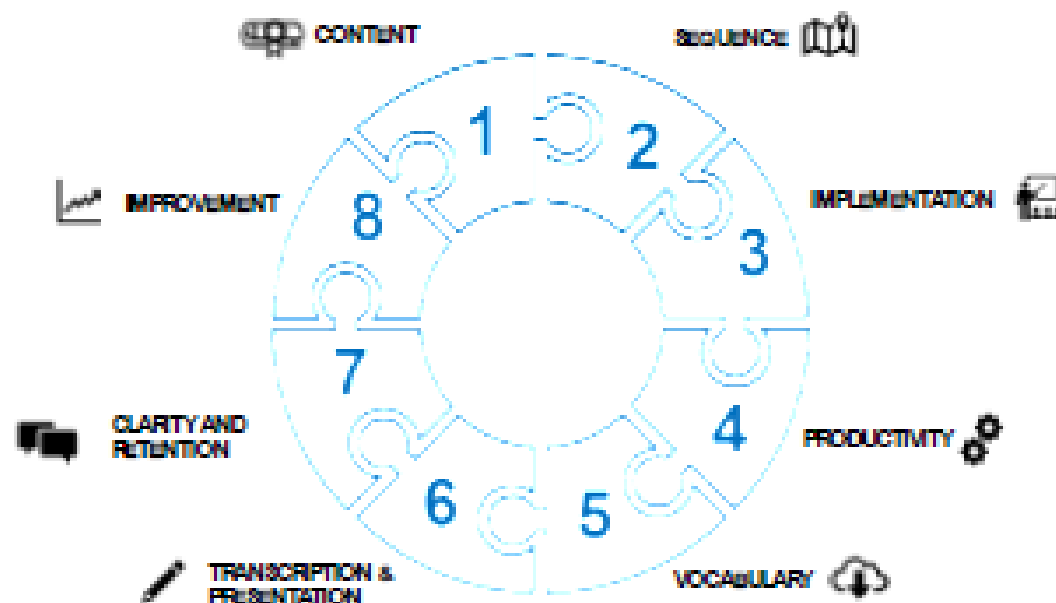 CONTENT
SEQUENCE
1
2
IMPROVEMENT
8
IMPLEMENTATION
3
7
CLARITY AND
RETENTION
4
PRODUCTIVITY
6
5
TRANSCRIPTION &
PRESENTATION
VOCABULARY